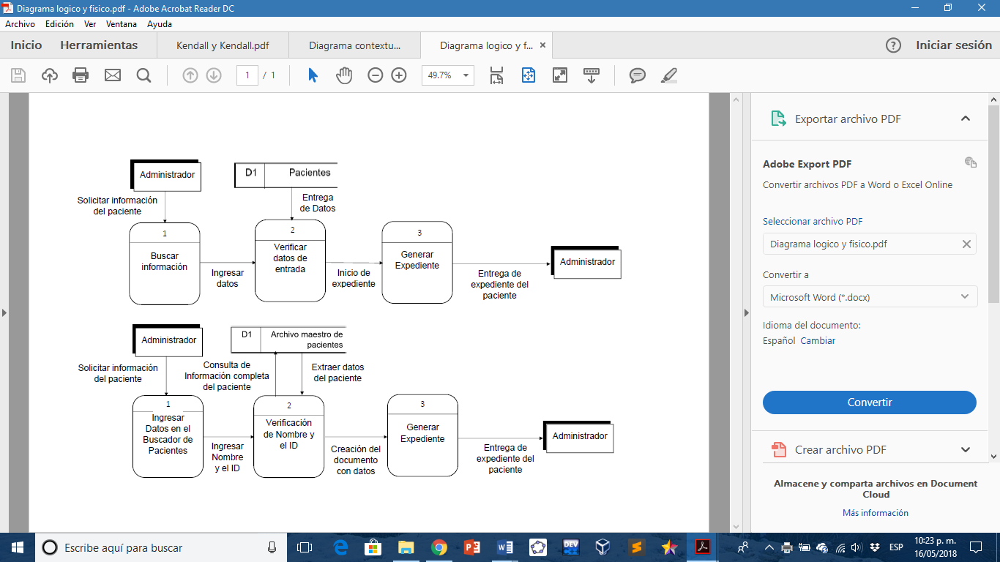 Diagrama logico y fisico.pdf - Adobe Acrobat Reader DC
Archivo Edición Ver Ventana Ayuda
Inicio Herramientas Kendall y Kendall.pdf Diagrama contextu... Diagrama logico y f... × ? Iniciar sesión
1 / 1 49.7%
Administrador
D1 Pacientes
Solicitar información
del paciente
Entrega
de Datos
1
Buscar
información
Ingresar
datos
2
Verificar
datos de
entrada
Inicio de
expediente
3
Generar
Expediente
Entrega de
expediente del
paciente
Administrador
Administrador
D1 Archivo maestro de
pacientes
Solicitar información
del paciente
Consulta de
Información completa
del paciente
Extraer datos
del paciente
1
Ingresar
Datos en el
Buscador de
Pacientes
Ingresar
Nombre
y el ID
2
Verificación
de Nombre y
el ID
Creación del
documento
con datos
3
Generar
Expediente
Entrega de
expediente del
paciente
Administrador
Exportar archivo PDF
Adobe Export PDF
Convertir archivos PDF a Word o Excel Online
Seleccionar archivo PDF
Diagrama logico y fisico.pdf
Convertir a
Microsoft Word (*.docx)
Idioma del documento:
Español Cambiar
Convertir
Crear archivo PDF
Almacene y comparta archivos en Document
Cloud
Más información
Escribe aquí para buscar
DEV
ESP
10:23 p. m.
16/05/2018